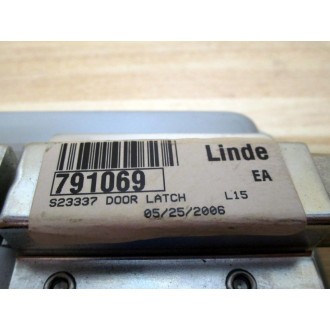 Linde
791069
EA
S23337 DOOR LATCH L15
05/25/2006